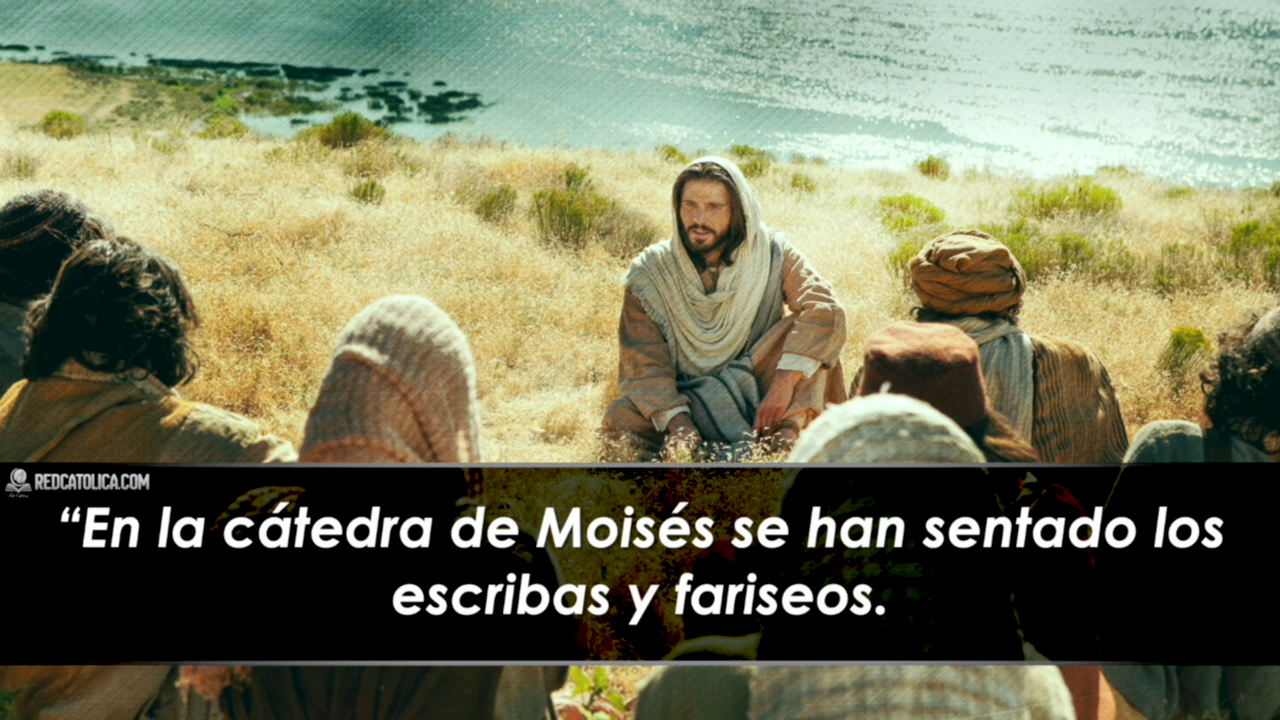 REDCATOLICA.COM
“En la cátedra de Moisés se han sentado los
escribas y fariseos.